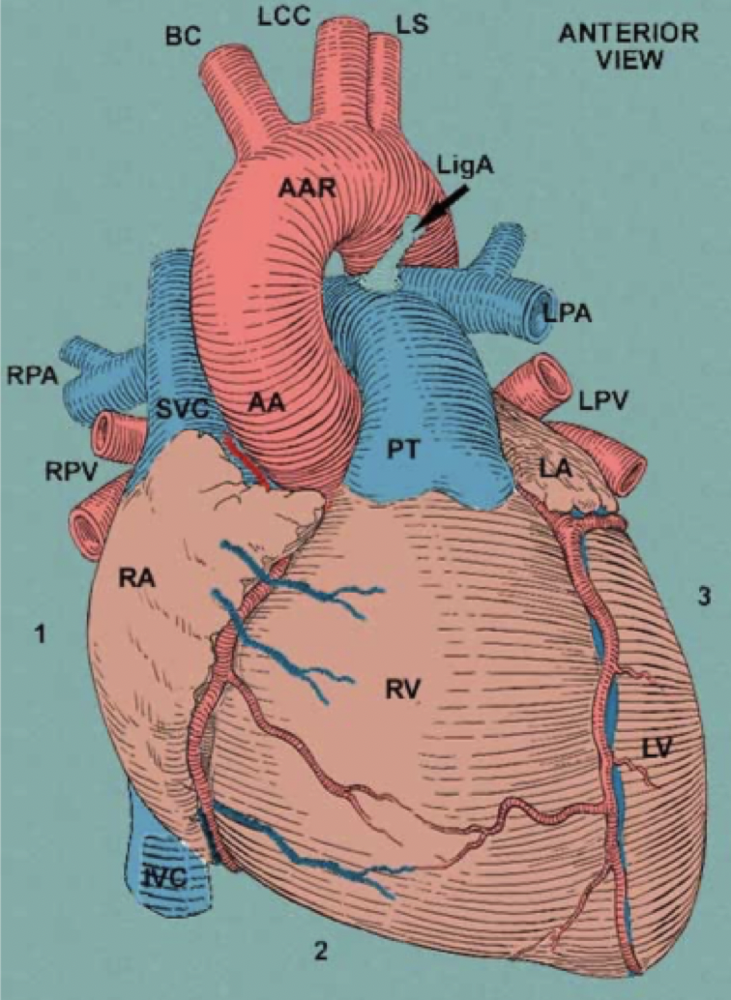 LCC
BC
LS
ANTERIOR
VIEW
LigA
AAR
LPA
RPA
SVC
AA
LPV
PT
RPV
LA
RA
3
1
RV
LV
IVC
2